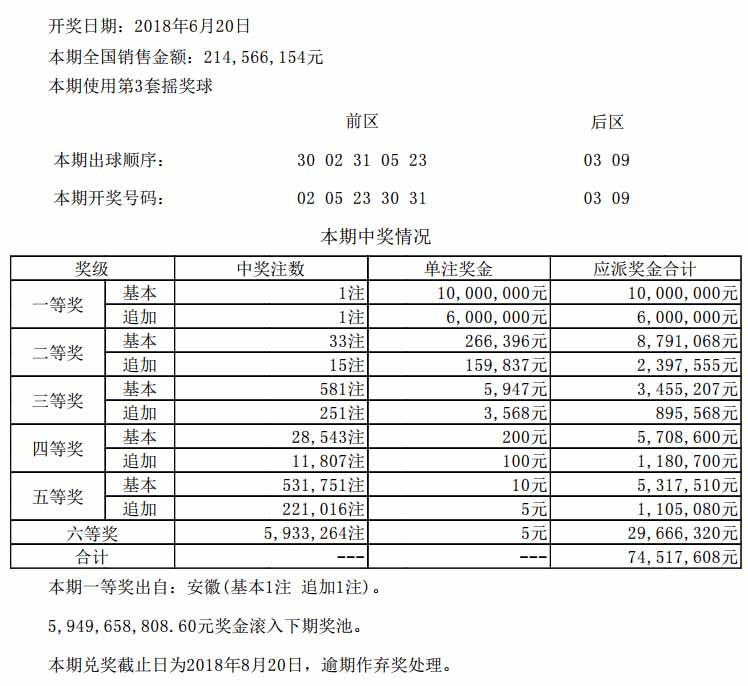 开奖日期：2018年6月20日
本期全国销售金额：214,566,154元
本期使用第3套摇奖球
前区 后区
本期出球顺序： 30 02 31 05 23 03 09
本期开奖号码： 02 05 23 30 31 03 09
本期中奖情况
奖级 中奖注数 单注奖金 应派奖金合计
一等奖 基本 1注 10,000,000元 10,000,000元
追加 1注 6,000,000元 6,000,000元
二等奖 基本 33注 266,396元 8,791,068元
追加 15注 159,837元 2,397,555元
三等奖 基本 581注 5,947元 3,455,207元
追加 251注 3,568元 895,568元
四等奖 基本 28,543注 200元 5,708,600元
追加 11,807注 100元 1,180,700元
五等奖 基本 531,751注 10元 5,317,510元
追加 221,016注 5元 1,105,080元
六等奖 5,933,264注 5元 29,666,320元
合计 --- --- 74,517,608元
本期一等奖出自：安徽(基本1注 追加1注)。
5,949,658,808.60元奖金滚入下期奖池。
本期兑奖截止日为2018年8月20日，逾期作弃奖处理。